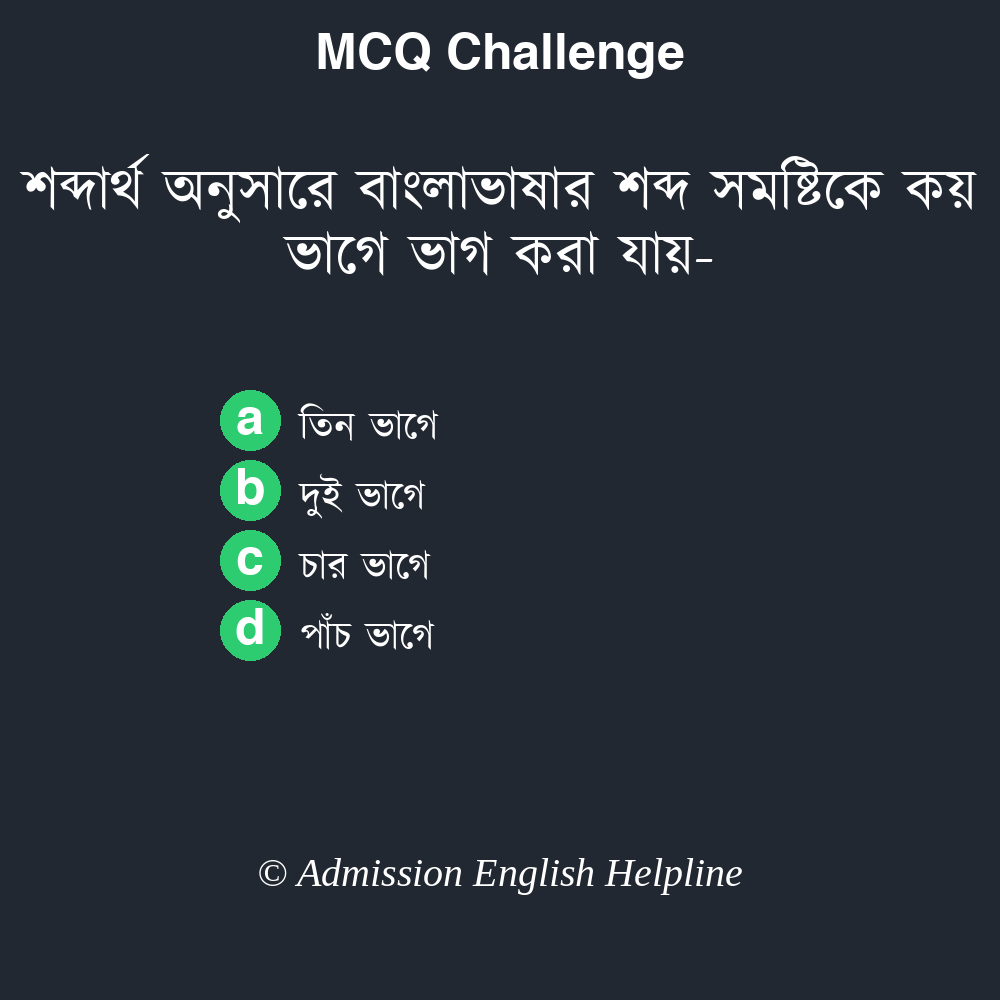 MCQ Challenge
শব্দার্থ অনুসারে বাংলাভাষার শব্দ সমষ্টিকে কয়
ভাগে ভাগ করা যায়-
a তিন ভাগে
b দুই ভাগে
c চার ভাগে
d পাঁচ ভাগে
© Admission English Helpline